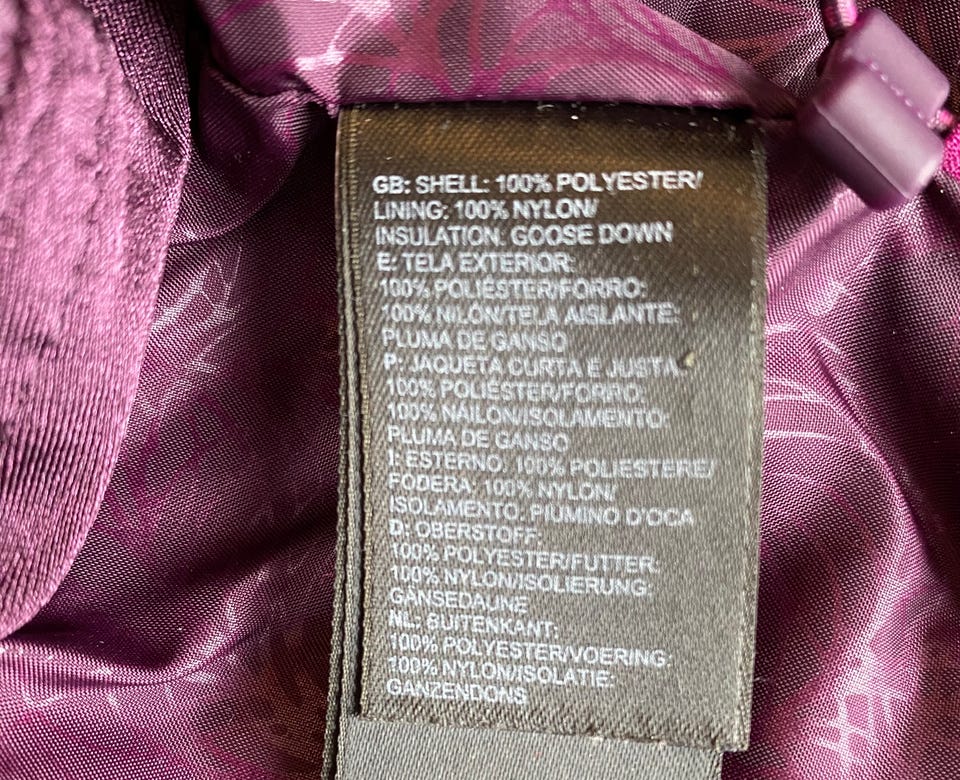 GB: SHELL: 100% POLYESTER/
LINING: 100% NYLON/
INSULATION: GOOSE DOWN
E: TELA EXTERIOR:
100% POLIÉSTER/FORRO:
100% NILÓN/TELA AISLANTE:
PLUMA DE GANSO
P: JAQUETA CURTA E JUSTA
100% POLIÉSTER/FORRO:
100% NÁILON/ISOLAMENTO:
PLUMA DE GANSO
I: ESTERNO: 100% POLIESTERE/
FODERA: 100% NYLON/
ISOLAMENTO: PIUMINO D'OCA
D: OBERSTOFF:
100% POLYESTER/FUTTER:
100% NYLON/ISOLIERUNG:
GÄNSEDAUNE
NL: BUITENKANT:
100% POLYESTER/VOERING:
100% NYLON/ISOLATIE:
GANZENDONS